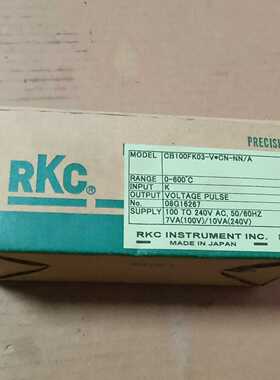 PRECISI
RKC®
MODEL CB100FK03-V*CN-NN/A
RANGE 0-600°C
INPUT K
OUTPUT VOLTAGE PULSE
No. 08G16267
SUPPLY 100 TO 240V AC, 50/60HZ
7VA(100V)/10VA(240V)
RKC INSTRUMENT INC.
MADE IN JAPAN